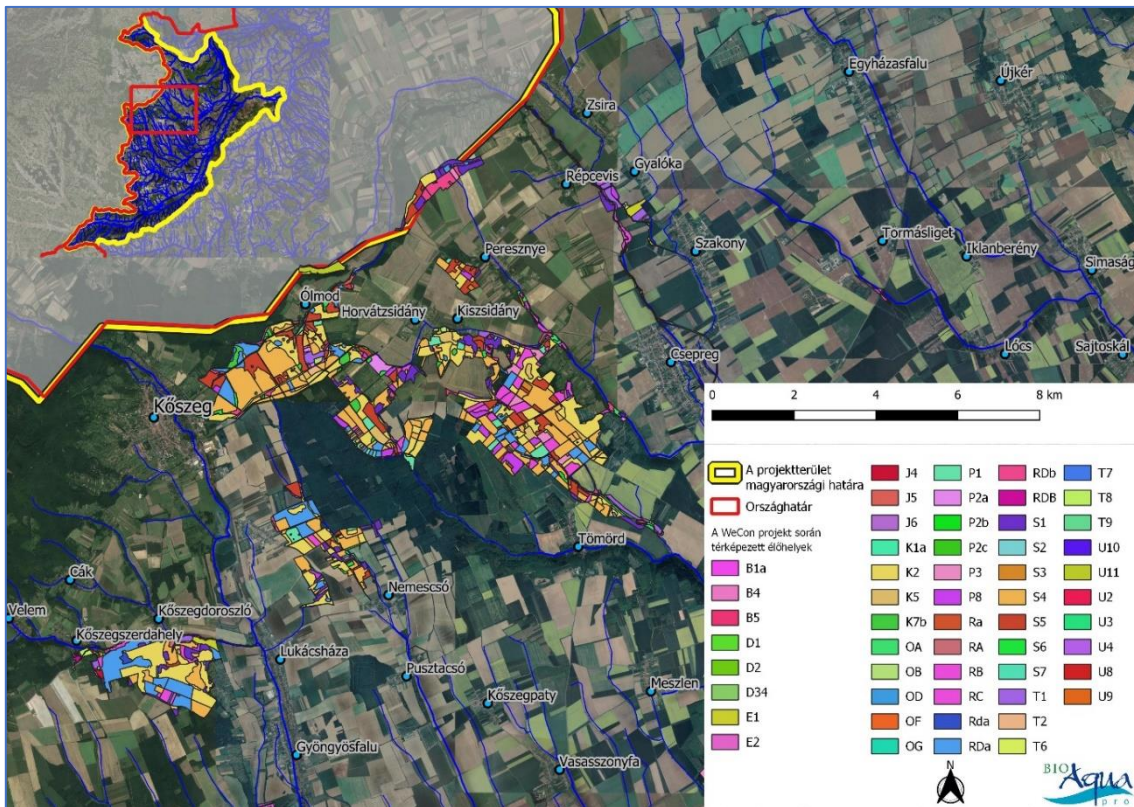 Egyházasfalu
Újkér
Zsira
Gyalóka
Répcevis
Peresznye
Szakony
Tormásliget
Iklanberény
Simaság
Ólmod
Horvátzsidány
Kiszsidány
Csepreg
Lócs
Sajtoskál
Kőszeg
Tömörd
Cák
Velem
Kőszegdoroszló
Nemescsó
Kőszegszerdahely
Lukácsháza
Pusztacsó
Kőszegpaty
Meszlen
Gyöngyösfalu
Vasasszonyfa
0 2 4 6 8 km
A projektterület
magyarországi határa
Országhatár
A WeCon projekt során
térképezett élőhelyek
B1a
B4
B5
D1
D2
D34
E1
E2
J4
J5
J6
K1a
K2
K5
K7b
OA
OB
OD
OF
OG
P1
P2a
P2b
P2c
P3
P8
Ra
RA
RB
RC
Rda
RDa
RDb
RDB
S1
S2
S3
S4
S5
S6
S7
T1
T2
T6
T7
T8
T9
U10
U11
U2
U3
U4
U8
U9
N
BIO
Aqua
pro